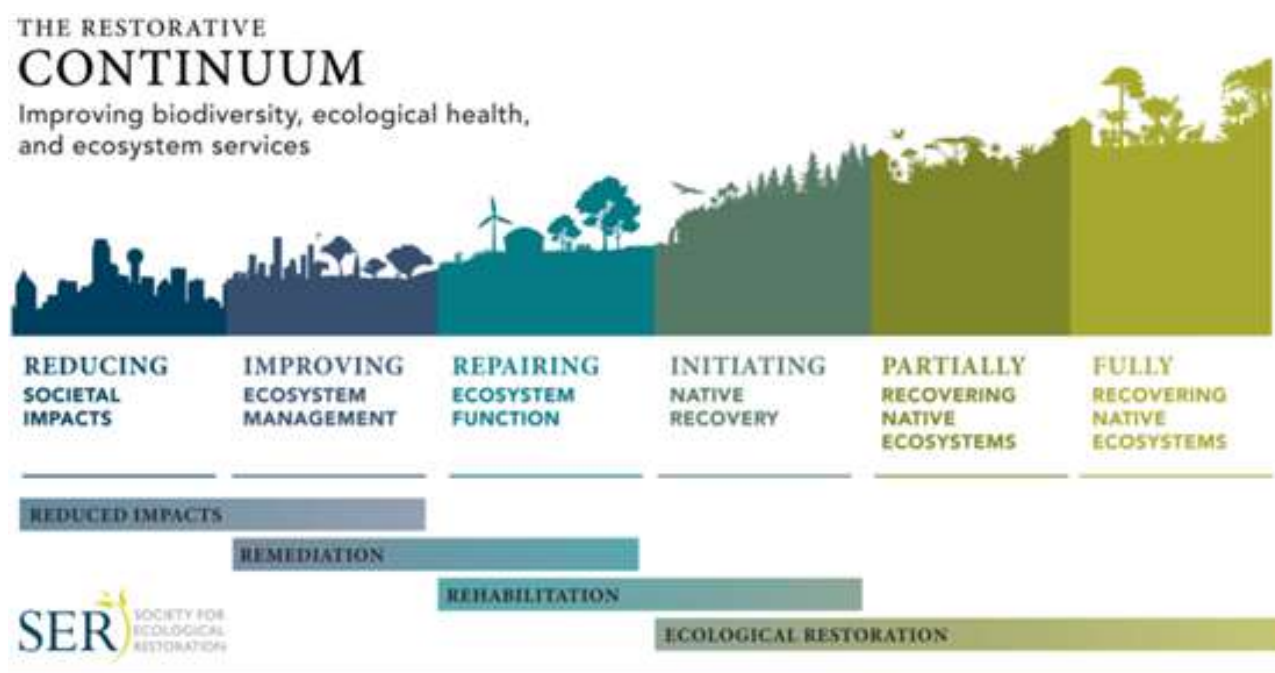 THE RESTORATIVE
CONTINUUM
Improving biodiversity, ecological health,
and ecosystem services
REDUCING
SOCIETAL
IMPACTS
IMPROVING
ECOSYSTEM
MANAGEMENT
REPAIRING
ECOSYSTEM
FUNCTION
INITIATING
NATIVE
RECOVERY
PARTIALLY
RECOVERING
NATIVE
ECOSYSTEMS
FULLY
RECOVERING
NATIVE
ECOSYSTEMS
REDUCED IMPACTS
REMEDIATION
REHABILITATION
ECOLOGICAL RESTORATION
SER
SOCIETY FOR
ECOLOGICAL
RESTORATION